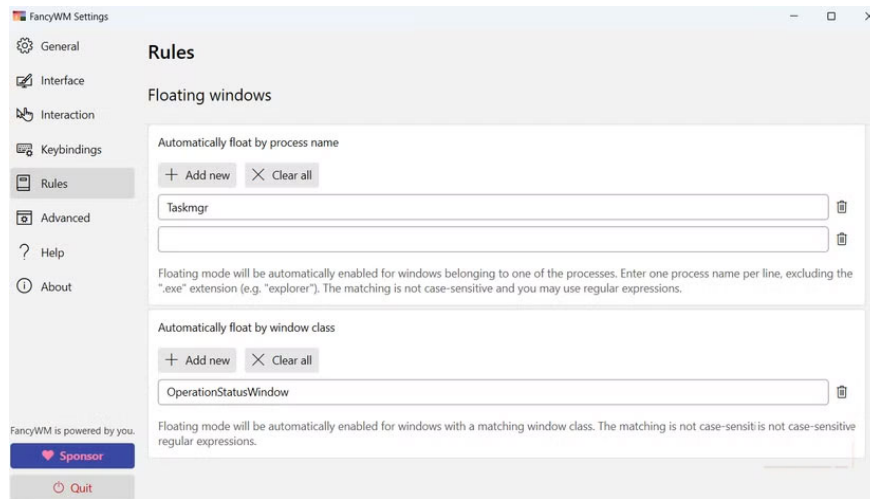 FancyWM Settings
General
Interface
Interaction
Keybindings
Rules
Advanced
Help
About
FancyWM is powered by you.
Sponsor
Quit
Rules
Floating windows
Automatically float by process name
Add new
Clear all
Taskmgr
Floating mode will be automatically enabled for windows belonging to one of the processes. Enter one process name per line, excluding the
".exe" extension (e.g. "explorer"). The matching is not case-sensitive and you may use regular expressions.
Automatically float by window class
Add new
Clear all
OperationStatusWindow
Floating mode will be automatically enabled for windows with a matching window class. The matching is not case-sensiti is not case-sensitive
regular expressions.